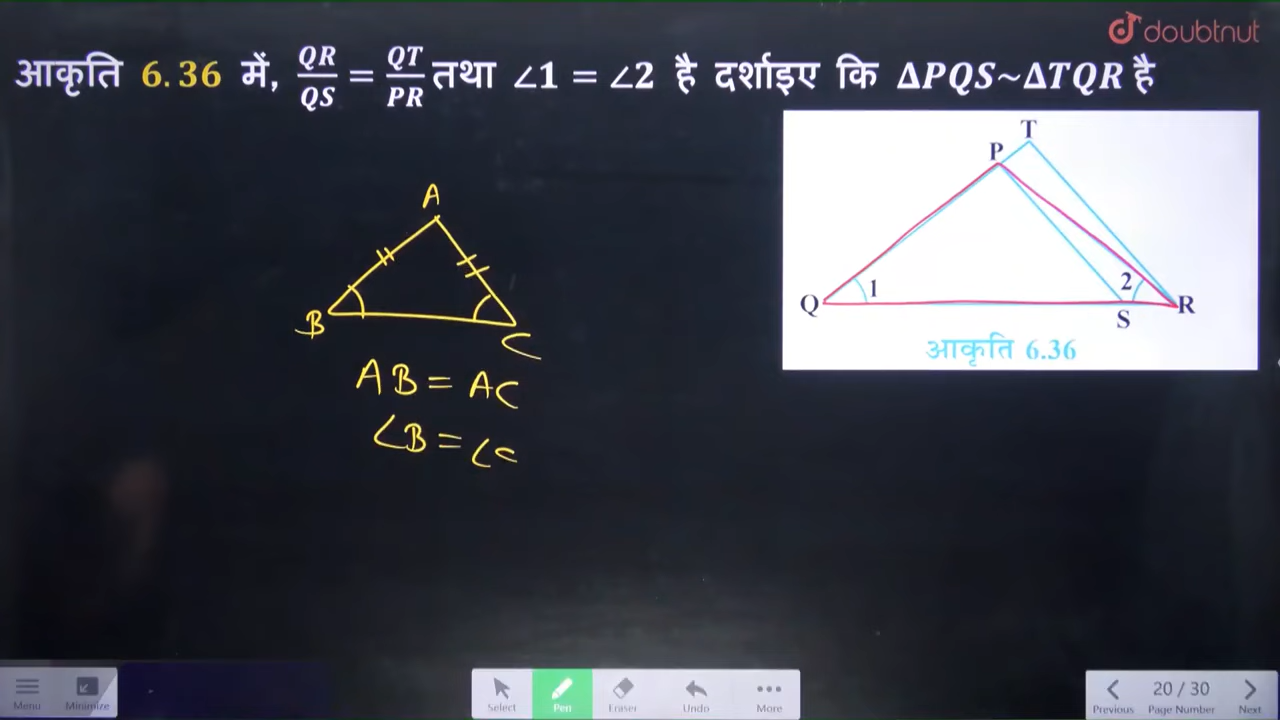 doubtnut
आकृति 6.36 में, QR/QS = QT/PR तथा ∠1 = ∠2 है दर्शाइए कि ΔPQS~ΔTQR है
T
P
Q 1 2 R
S
आकृति 6.36
A
B
C
AB = AC
∠B = ∠C
Menu
Minimize
Select
Pen
Eraser
Undo
More
Previous
20 / 30
Page Number
Next